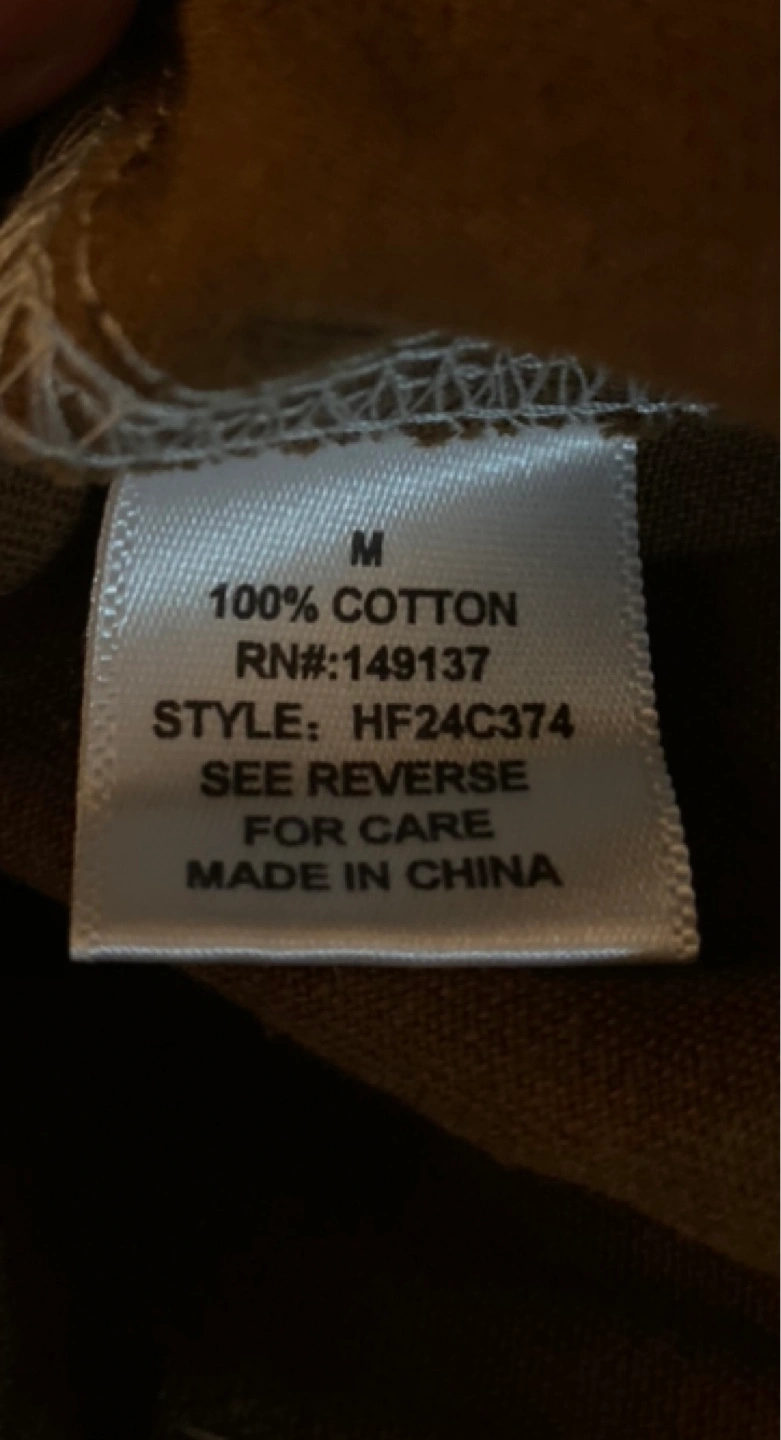 M
100% COTTON
RN#:149137
STYLE: HF24C374
SEE REVERSE
FOR CARE
MADE IN CHINA